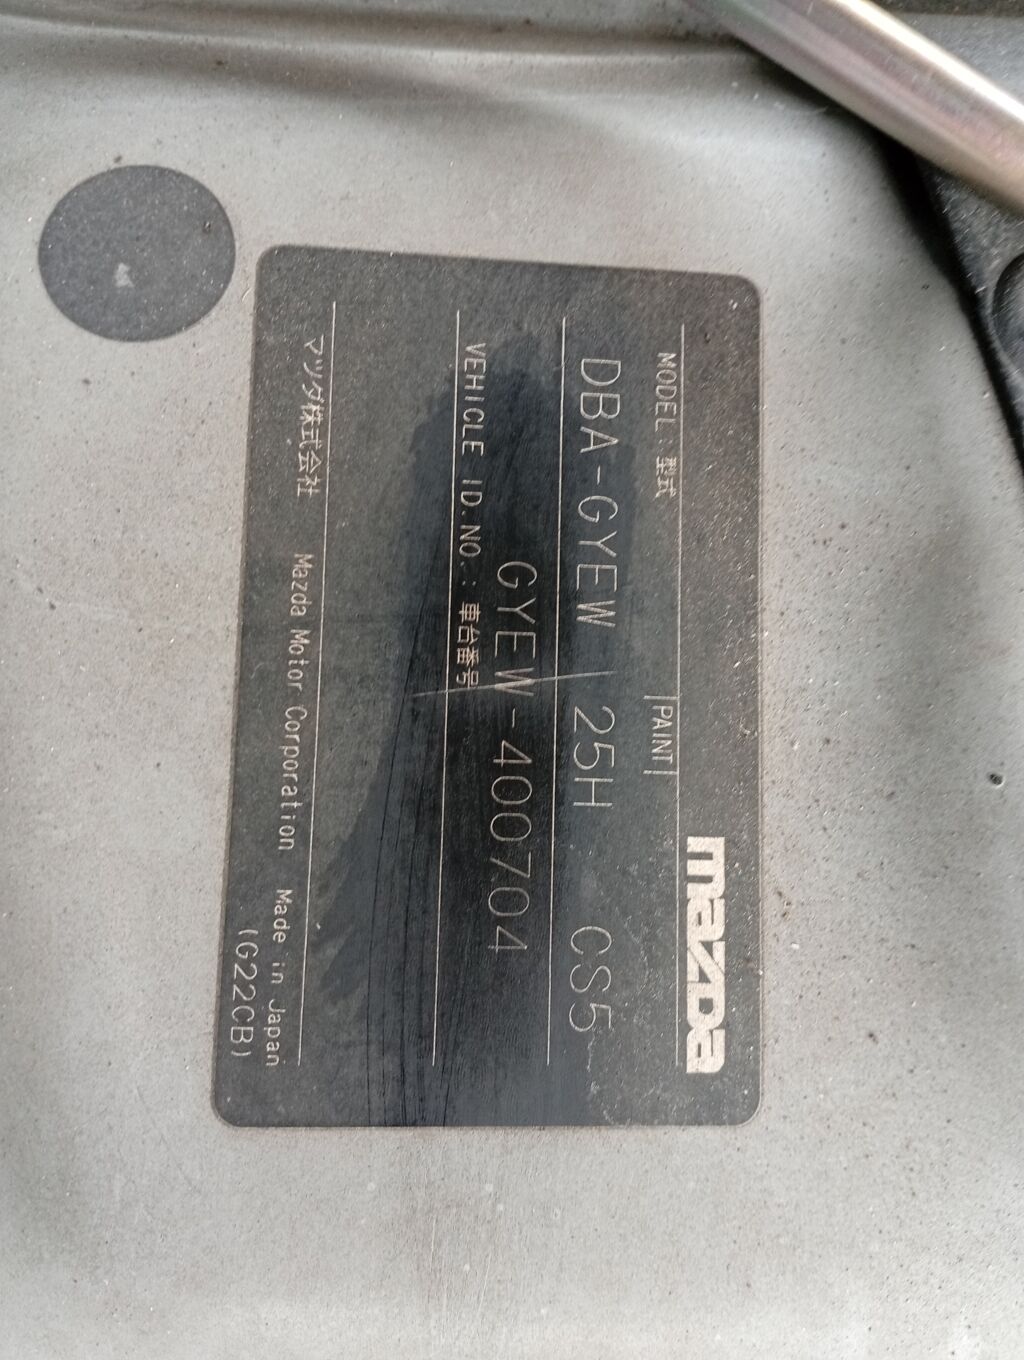 mazda
MODEL:型式 PAINT
DBA-GYEW 25H CS5
GYEW-400704
VEHICLE ID.NO.:車台番号
マツダ株式会社 Mazda Motor Corporation Made in Japan
(G22CB)